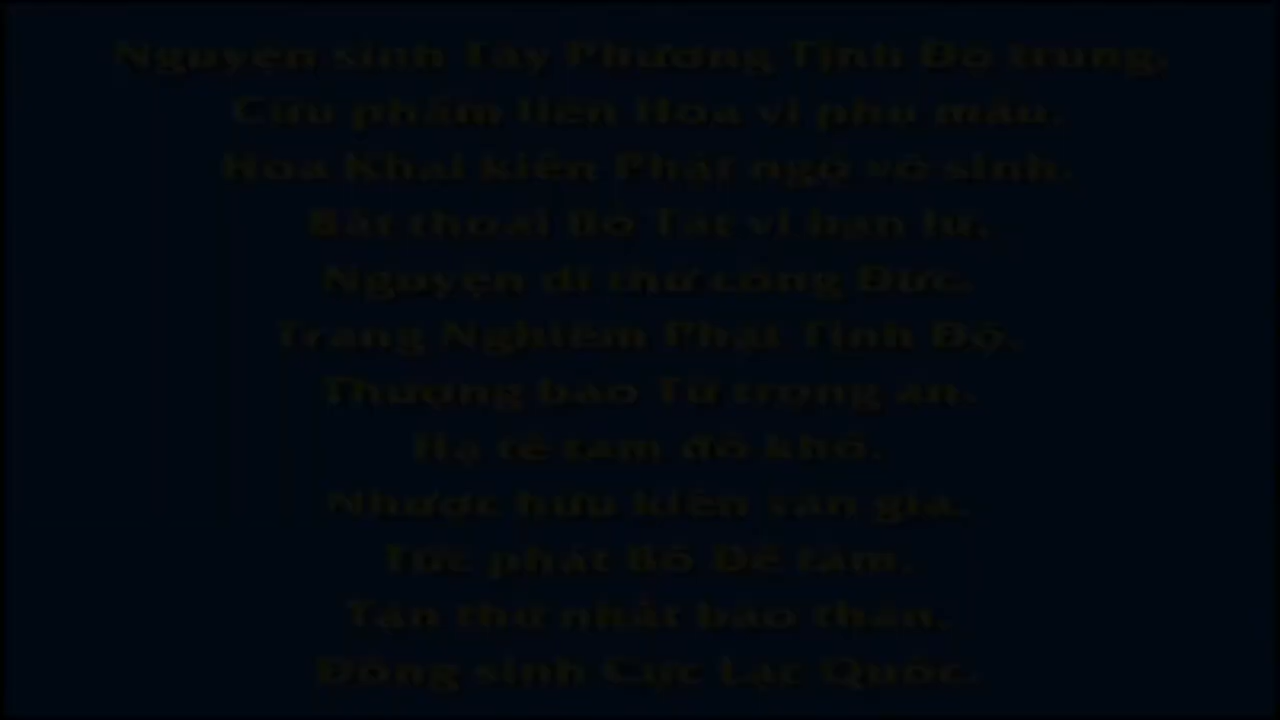 Nguyện sinh Tây Phương Tịnh Độ trung.
Cửu phẩm liên Hoa vi phụ mẫu.
Hoa Khai kiến Phật ngộ vô sinh.
Bất thoái Bồ Tát vi bạn lữ.
Nguyện dĩ thử công Đức.
Trang Nghiêm Phật Tịnh Độ.
Thượng báo Tứ trọng ân.
Hạ tế tam đồ khổ.
Nhược hữu kiến văn giả.
Tức phát Bồ Đề tâm.
Tận thử nhất báo thân.
Đồng sinh Cực Lạc Quốc.